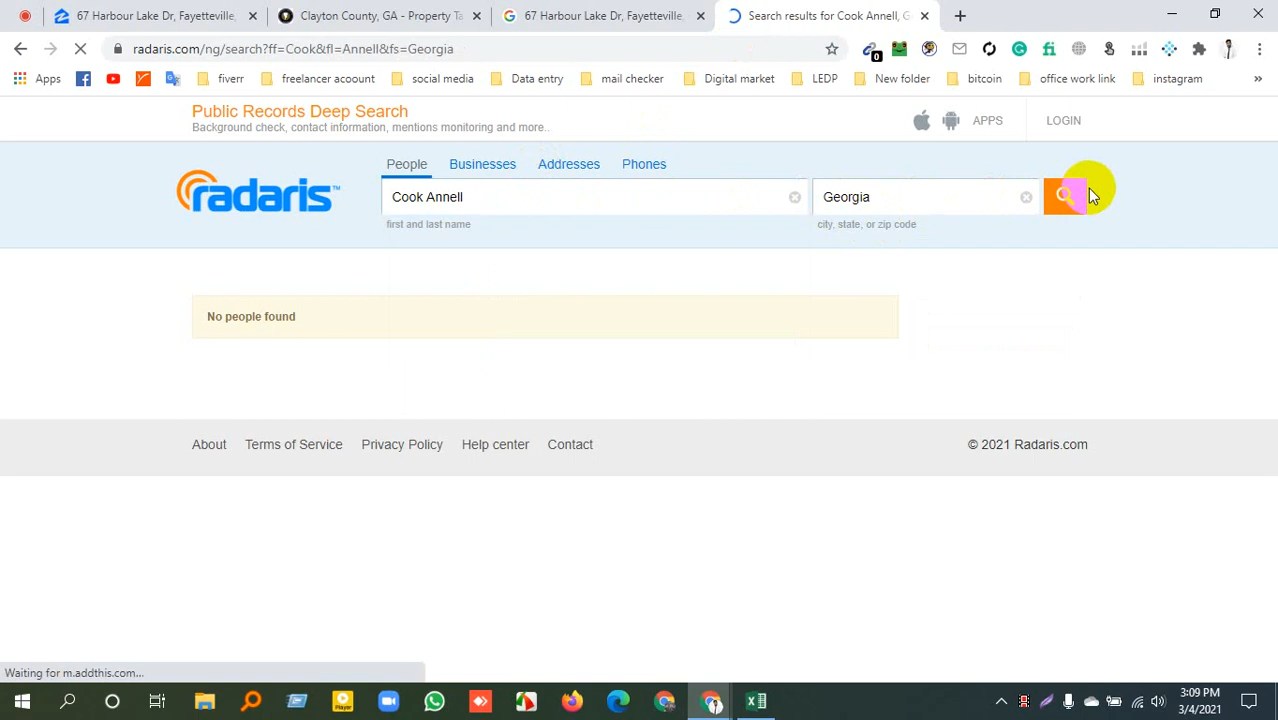 67 Harbour Lake Dr, Fayetteville,
Clayton County, GA - Property Ta
67 Harbour Lake Dr, Fayetteville,
Search results for Cook Annell, G
radaris.com/ng/search?ff=Cook&fl=Annell&fs=Georgia
0
Apps
fiverr
freelancer acoount
social media
Data entry
mail checker
Digital market
LEDP
New folder
bitcoin
office work link
instagram
Public Records Deep Search
Background check, contact information, mentions monitoring and more..
APPS
LOGIN
radaris™
People
Businesses
Addresses
Phones
Cook Annell
Georgia
first and last name
city, state, or zip code
No people found
About
Terms of Service
Privacy Policy
Help center
Contact
© 2021 Radaris.com
Waiting for m.addthis.com...
Player
3:09 PM
3/4/2021